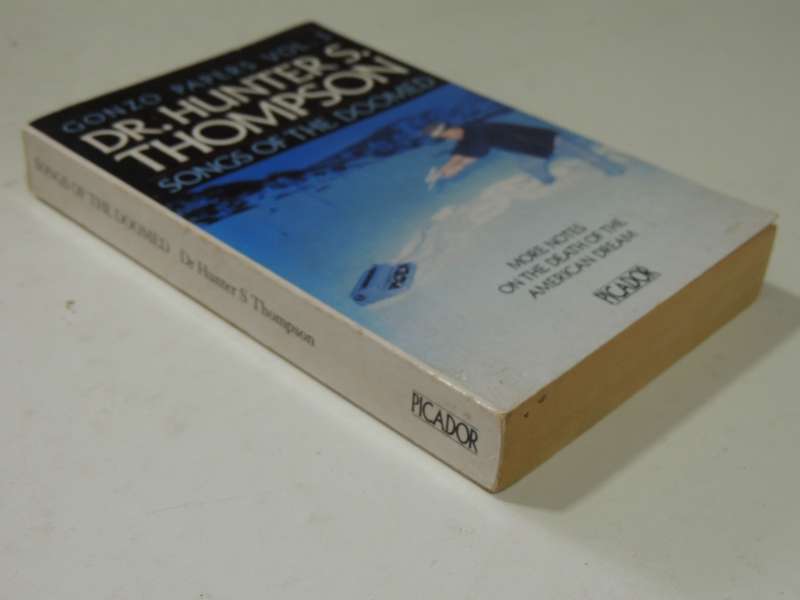 GONZO PAPERS VOL. 3
DR. HUNTER S.
THOMPSON
SONGS OF THE DOOMED
MORE NOTES
ON THE DEATH OF THE
AMERICAN DREAM
PICADOR
SONGS OF THE DOOMED Dr Hunter S Thompson
PICADOR